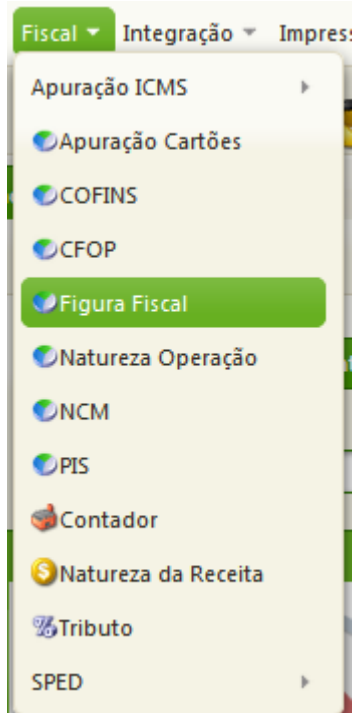 Fiscal Integração Impress
Apuração ICMS
Apuração Cartões
COFINS
CFOP
Figura Fiscal
Natureza Operação
NCM
PIS
Contador
Natureza da Receita
Tributo
SPED